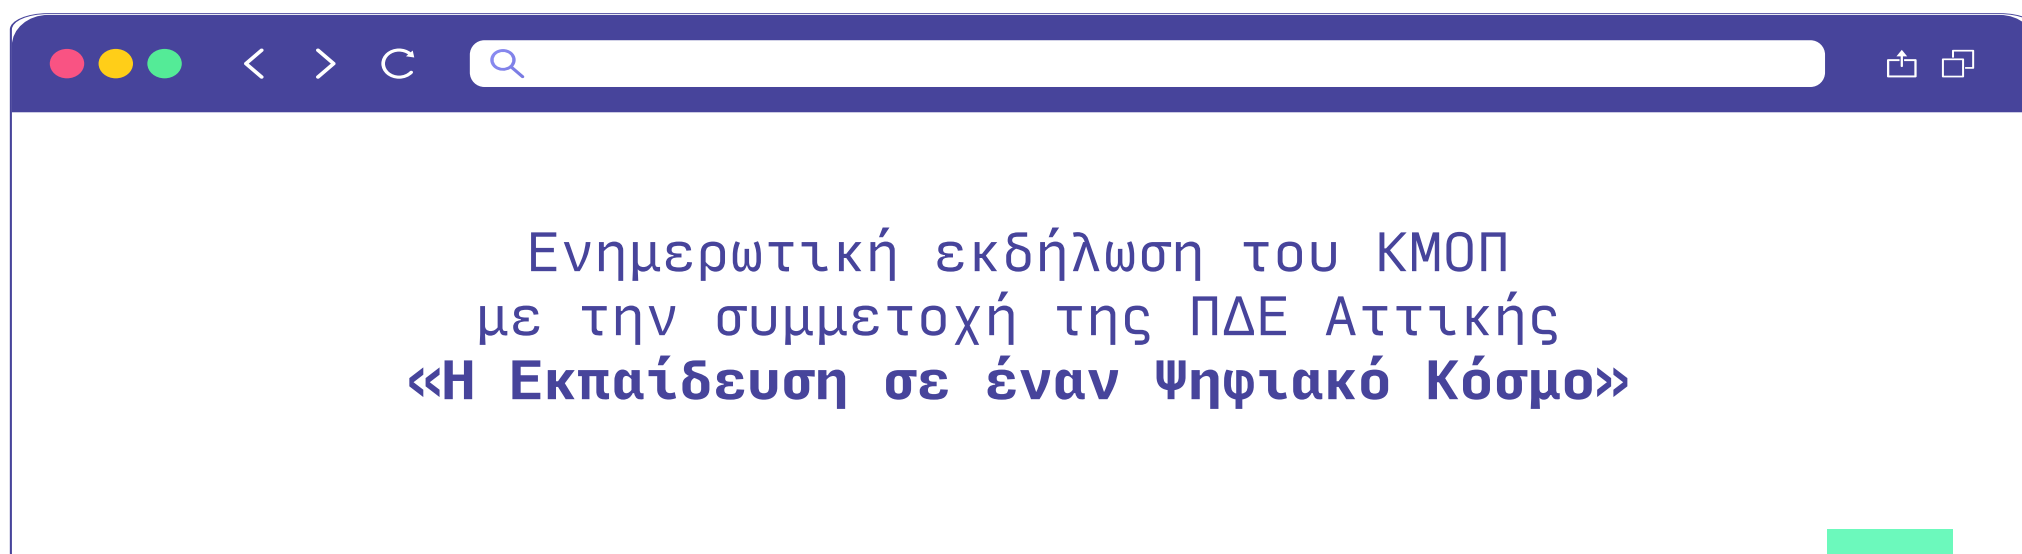 Ενημερωτική εκδήλωση του ΚΜΟΠ
με την συμμετοχή της ΠΔΕ Αττικής
«Η Εκπαίδευση σε έναν Ψηφιακό Κόσμο»